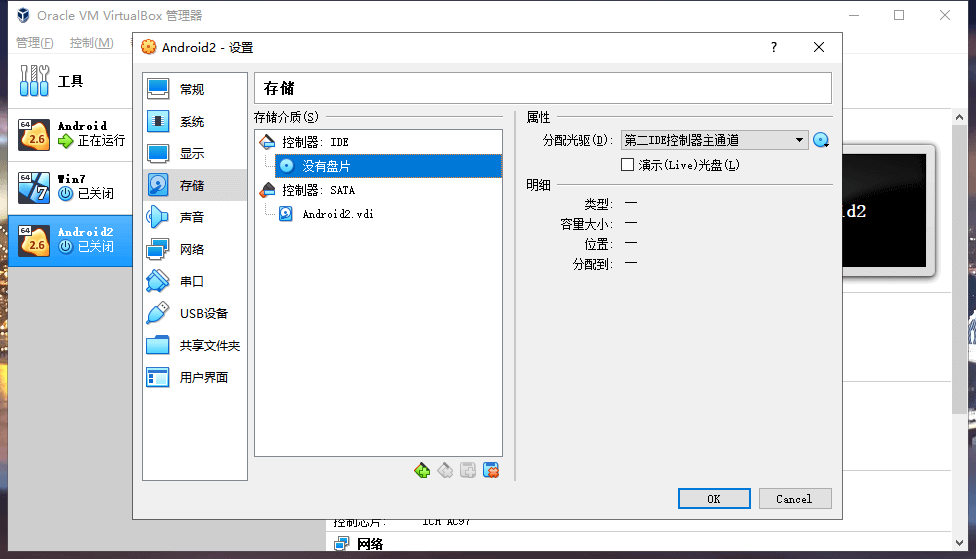 Oracle VM VirtualBox 管理器
管理(F) 控制(M)
Android2 - 设置
?
工具
64
2.6
Android
正在运行
64
7
Win7
已关闭
64
2.6
Android2
已关闭
常规
系统
显示
存储
声音
网络
串口
USB设备
共享文件夹
用户界面
存储
存储介质(S)
控制器: IDE
没有盘片
控制器: SATA
Android2.vdi
属性
分配光驱(D): 第二IDE控制器主通道
演示(Live)光盘(L)
明细
类型: —
容量大小: —
位置: —
分配到: —
id2
OK Cancel
控制芯片: ICH AC97
网络